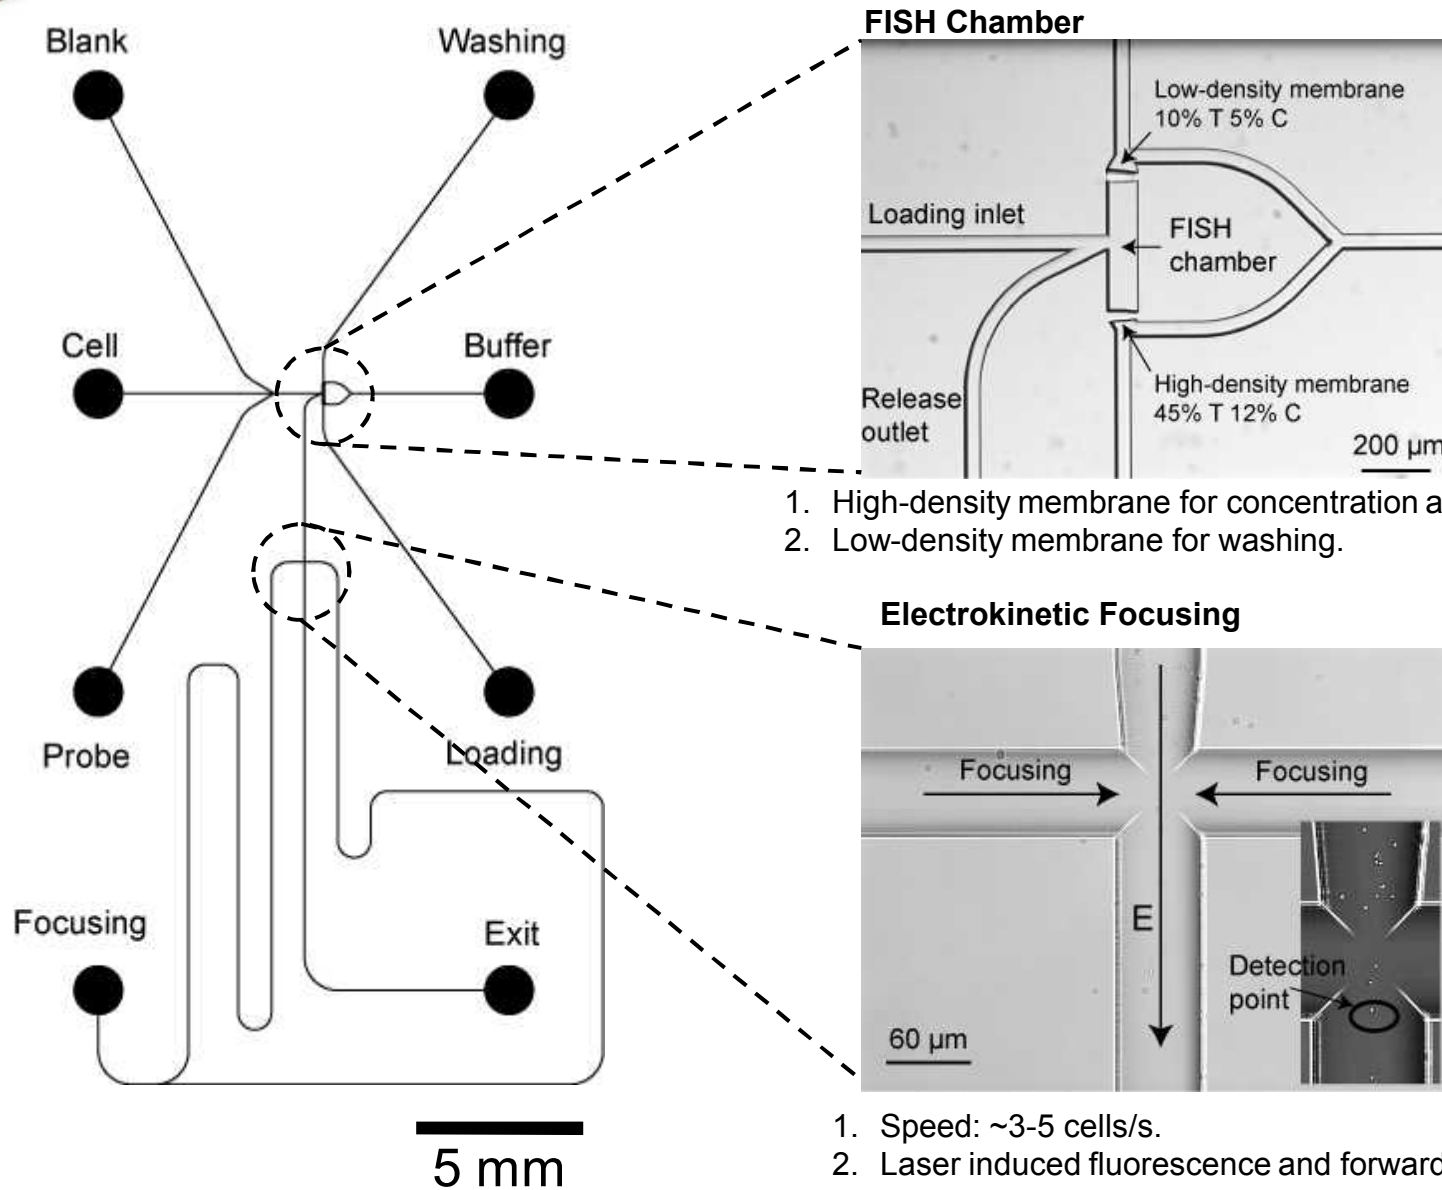 Blank
Washing
Cell
Buffer
Probe
Loading
Focusing
Exit
5 mm
FISH Chamber
Low-density membrane
10% T 5% C
Loading inlet
FISH
chamber
Release
outlet
High-density membrane
45% T 12% C
200 µm
1. High-density membrane for concentration a
2. Low-density membrane for washing.
Electrokinetic Focusing
Focusing
Focusing
E
Detection
point
60 µm
1. Speed: ~3-5 cells/s.
2. Laser induced fluorescence and forward